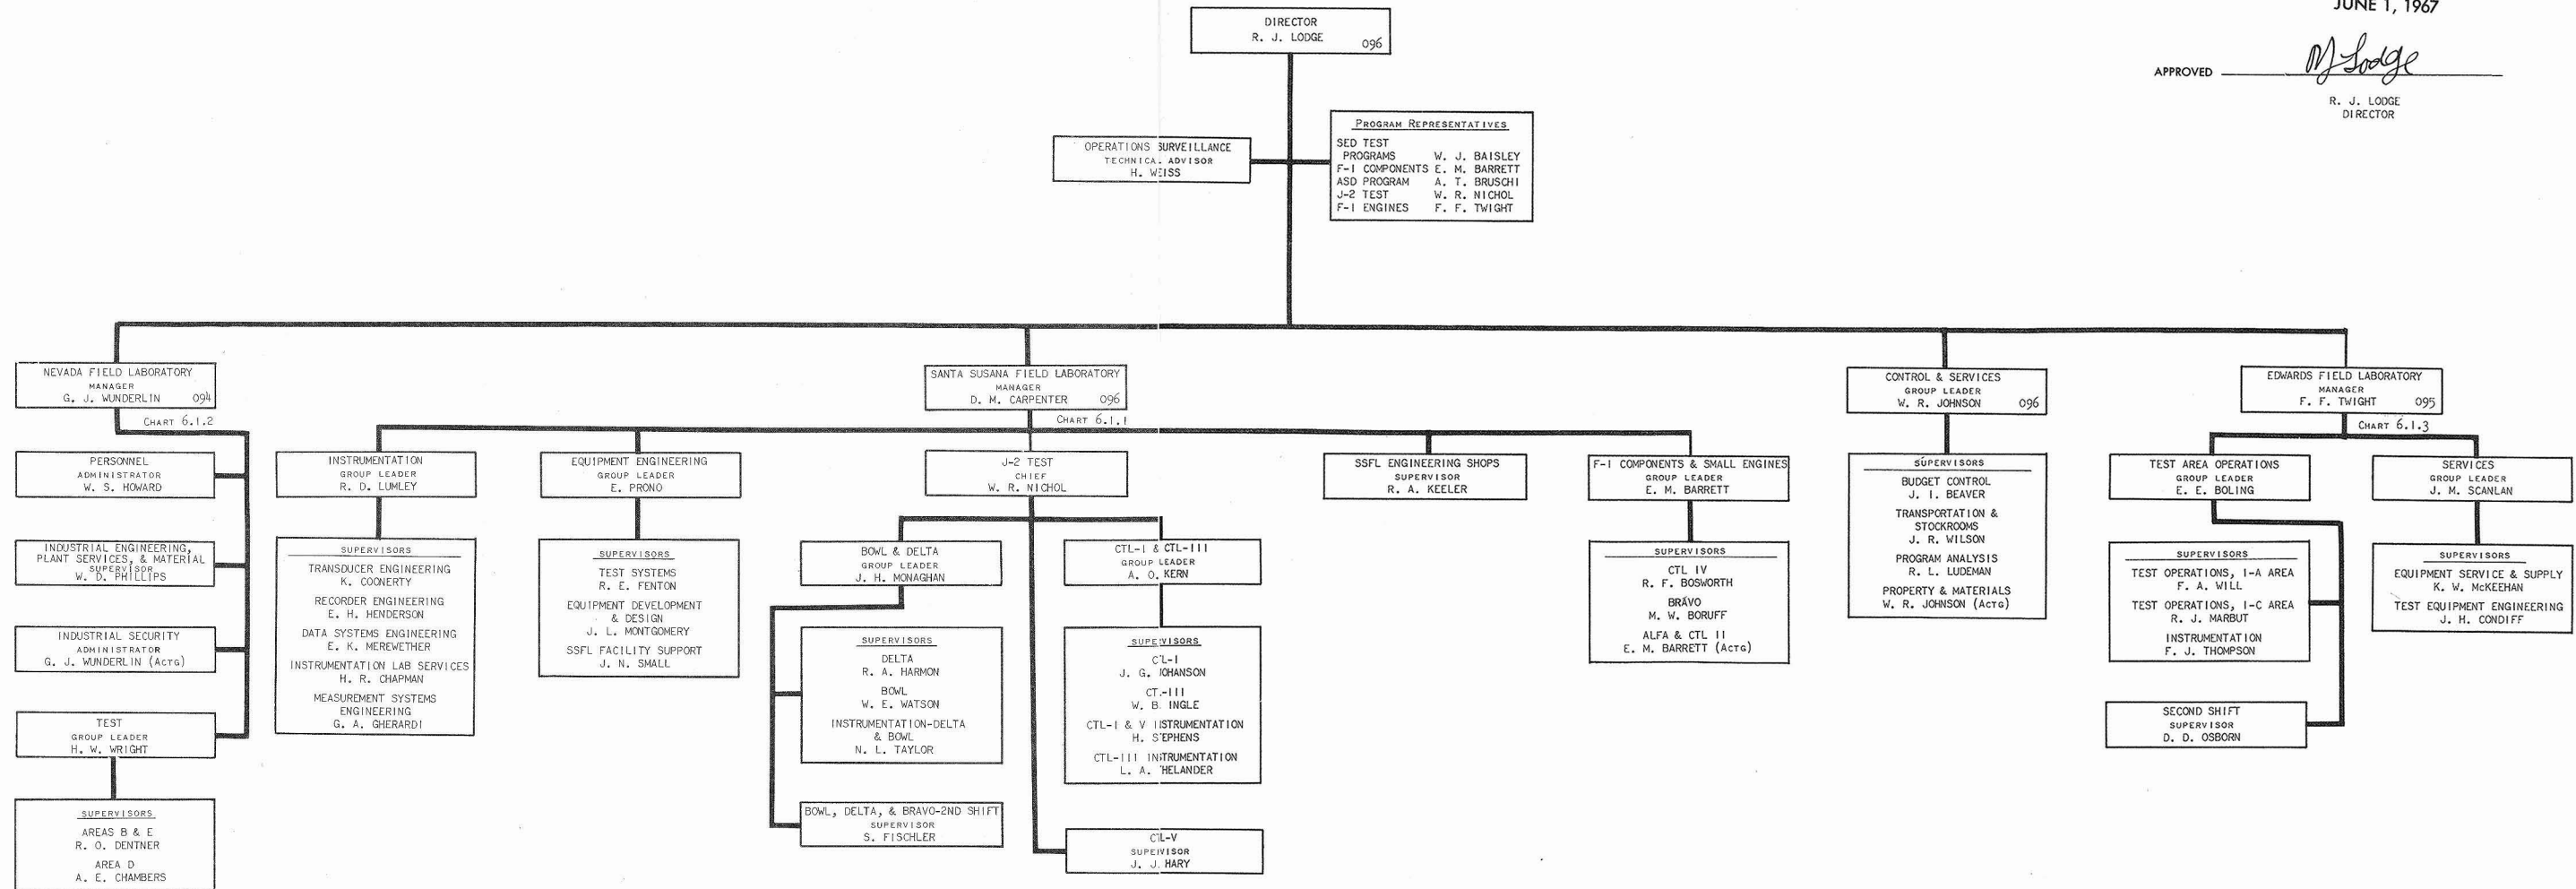 JUNE 1, 1967
APPROVED
R. J. LODGE
DIRECTOR
DIRECTOR
R. J. LODGE 096
OPERATIONS SURVEILLANCE
TECHNICAL ADVISOR
H. WEISS
PROGRAM REPRESENTATIVES
SED TEST
PROGRAMS W. J. BAISLEY
F-1 COMPONENTS E. M. BARRETT
ASD PROGRAM A. T. BRUSCHI
J-2 TEST W. R. NICHOL
F-1 ENGINES F. F. TWIGHT
NEVADA FIELD LABORATORY
MANAGER
G. J. WUNDERLIN 094
CHART 6.1.2
PERSONNEL
ADMINISTRATOR
W. S. HOWARD
INDUSTRIAL ENGINEERING,
PLANT SERVICES, & MATERIAL
SUPERVISOR
W. D. PHILLIPS
INDUSTRIAL SECURITY
ADMINISTRATOR
G. J. WUNDERLIN (ACTG)
TEST
GROUP LEADER
H. W. WRIGHT
SUPERVISORS
AREAS B & E
R. O. DENTNER
AREA D
A. E. CHAMBERS
SANTA SUSANA FIELD LABORATORY
MANAGER
D. M. CARPENTER 096
CHART 6.1.1
INSTRUMENTATION
GROUP LEADER
R. D. LUMLEY
SUPERVISORS
TRANSDUCER ENGINEERING
K. COONERTY
RECORDER ENGINEERING
E. H. HENDERSON
DATA SYSTEMS ENGINEERING
E. K. MEREWETHER
INSTRUMENTATION LAB SERVICES
H. R. CHAPMAN
MEASUREMENT SYSTEMS
ENGINEERING
G. A. GHERARDI
EQUIPMENT ENGINEERING
GROUP LEADER
E. PRONO
SUPERVISORS
TEST SYSTEMS
R. E. FENTON
EQUIPMENT DEVELOPMENT
& DESIGN
J. L. MONTGOMERY
SSFL FACILITY SUPPORT
J. N. SMALL
J-2 TEST
CHIEF
W. R. NICHOL
BOWL & DELTA
GROUP LEADER
J. H. MONAGHAN
SUPERVISORS
DELTA
R. A. HARMON
BOWL
W. E. WATSON
INSTRUMENTATION-DELTA
& BOWL
N. L. TAYLOR
BOWL, DELTA, & BRAVO-2ND SHIFT
SUPERVISOR
S. FISCHLER
CTL-I & CTL-III
GROUP LEADER
A. O. KERN
SUPERVISORS
CTL-I
J. G. JOHANSON
CTL-III
W. B. INGLE
CTL-I & V INSTRUMENTATION
H. STEPHENS
CTL-III INSTRUMENTATION
L. A. THELANDER
CTL-V
SUPERVISOR
J. J. HARY
SSFL ENGINEERING SHOPS
SUPERVISOR
R. A. KEELER
F-1 COMPONENTS & SMALL ENGINES
GROUP LEADER
E. M. BARRETT
SUPERVISORS
CTL IV
R. F. BOSWORTH
BRAVO
M. W. BORUFF
ALFA & CTL II
E. M. BARRETT (ACTG)
CONTROL & SERVICES
GROUP LEADER
W. R. JOHNSON 096
SUPERVISORS
BUDGET CONTROL
J. I. BEAVER
TRANSPORTATION &
STOCKROOMS
J. R. WILSON
PROGRAM ANALYSIS
R. L. LUDEMAN
PROPERTY & MATERIALS
W. R. JOHNSON (ACTG)
EDWARDS FIELD LABORATORY
MANAGER
F. F. TWIGHT 095
CHART 6.1.3
TEST AREA OPERATIONS
GROUP LEADER
E. E. BOLING
SUPERVISORS
TEST OPERATIONS, I-A AREA
F. A. WILL
TEST OPERATIONS, I-C AREA
R. J. MARBUT
INSTRUMENTATION
F. J. THOMPSON
SECOND SHIFT
SUPERVISOR
D. D. OSBORN
SERVICES
GROUP LEADER
J. M. SCANLAN
SUPERVISORS
EQUIPMENT SERVICE & SUPPLY
K. W. McKEEHAN
TEST EQUIPMENT ENGINEERING
J. H. CONDIFF